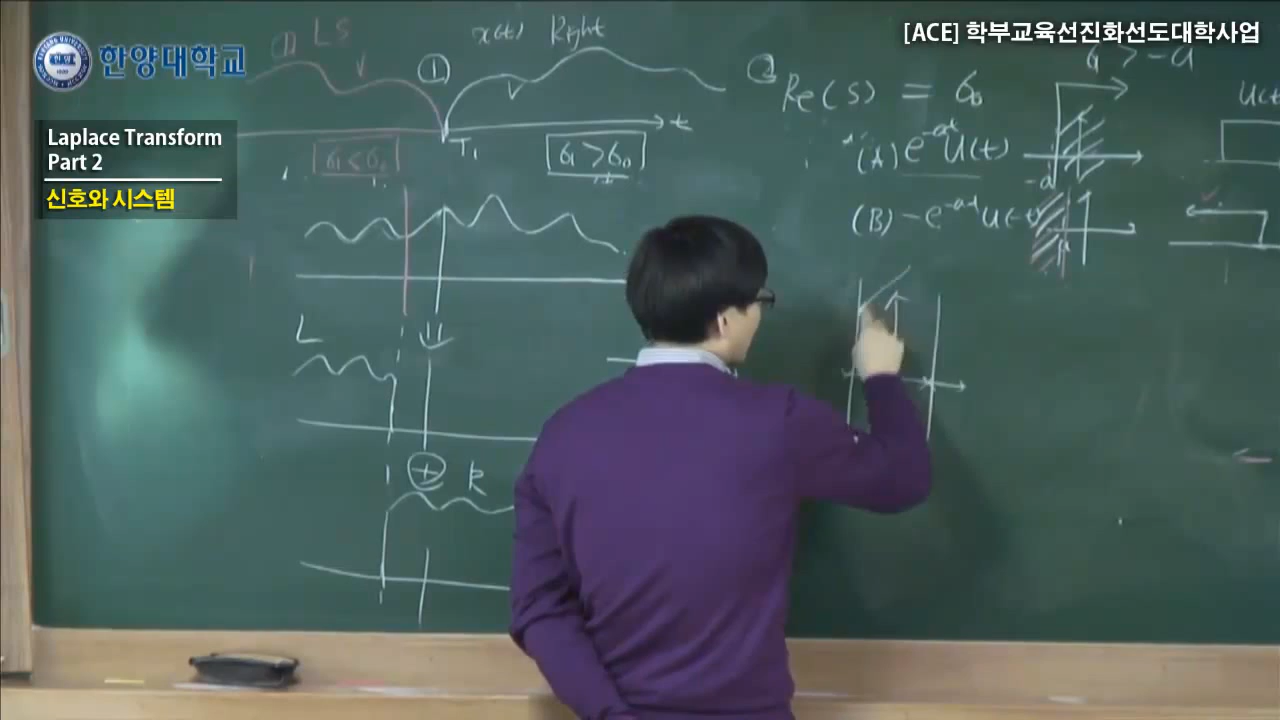 한양대학교
[ACE] 학부교육선진화선도대학사업
Laplace Transform
Part 2
신호와 시스템
LS
x(t) Right
①
②
Re(s) = σ₀
σ₁ > -a
u(t)
t
T₁
σ₁ < σ₀
σ₁ > σ₀
(A) e^-at u(t)
-a
(B) - e^-at u(-t)
L
⊕ R